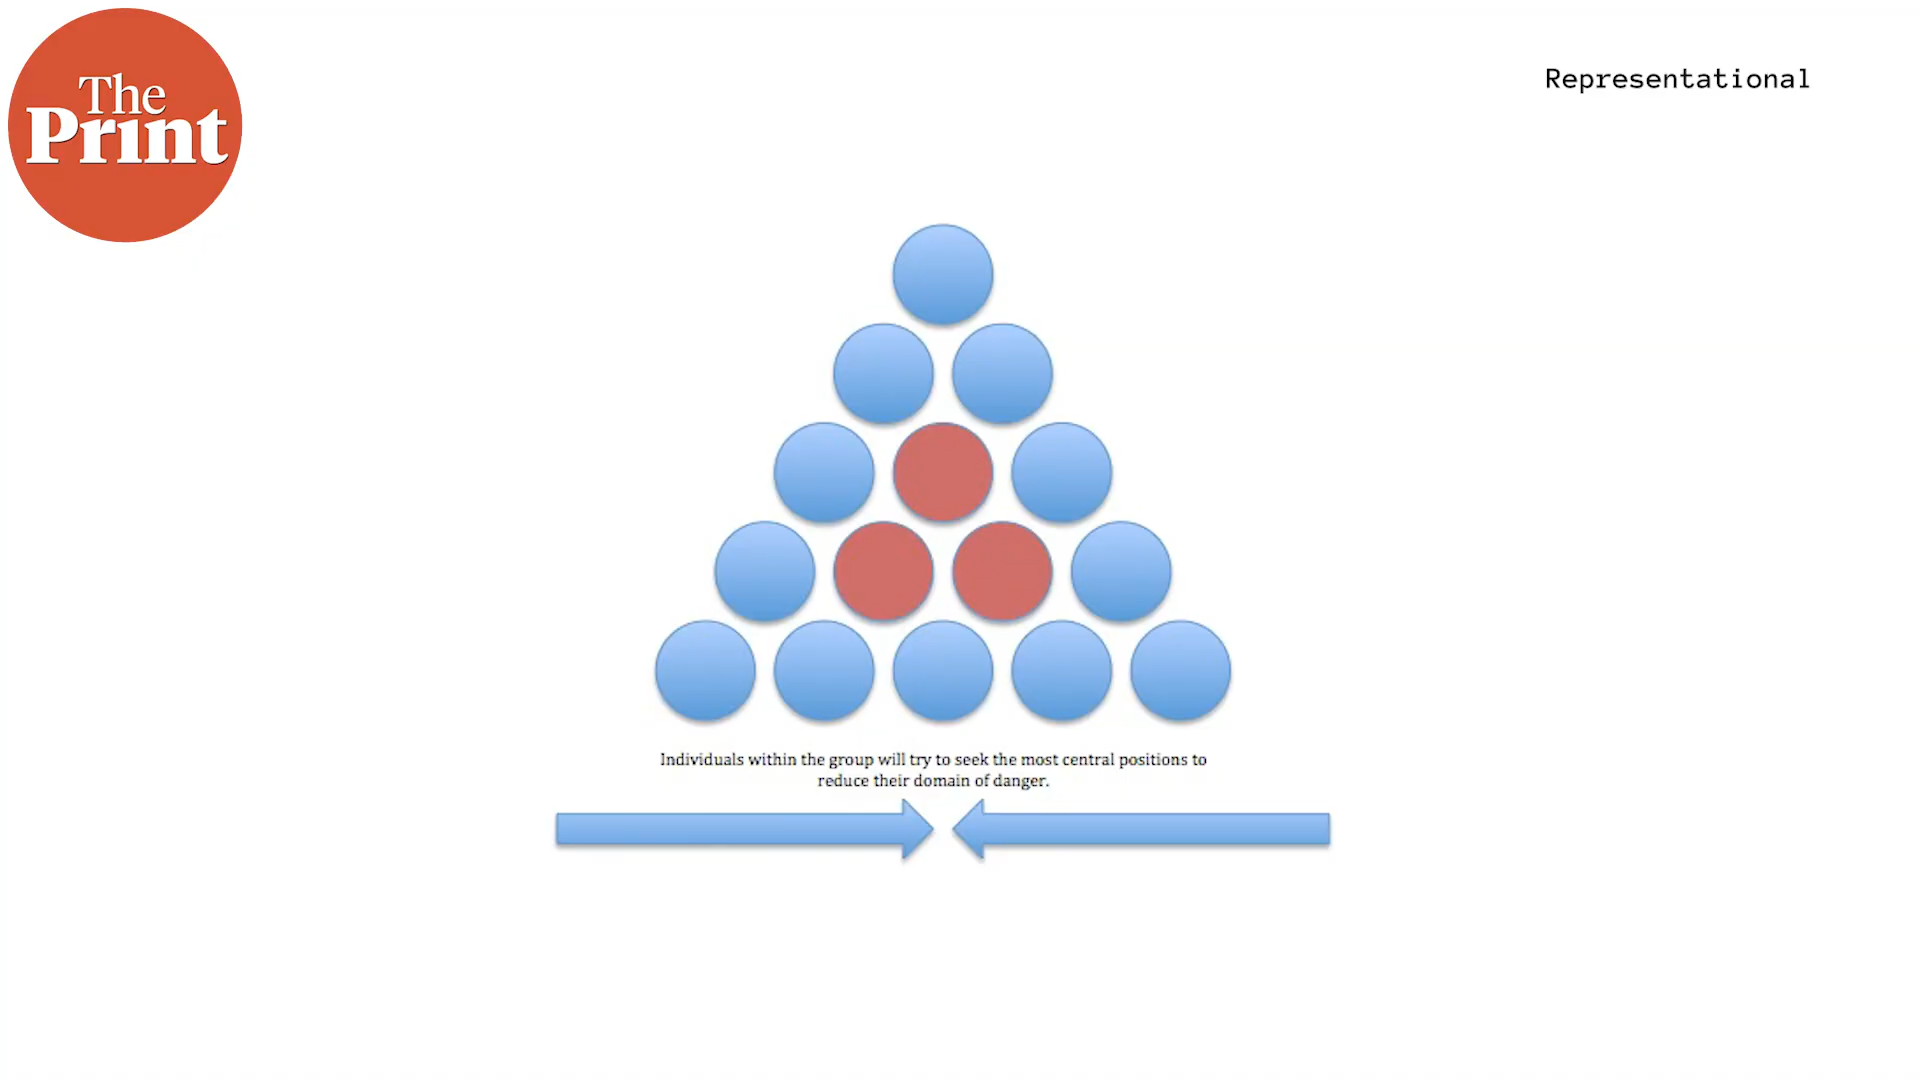 The
Print
Representational
Individuals within the group will try to seek the most central positions to
reduce their domain of danger.